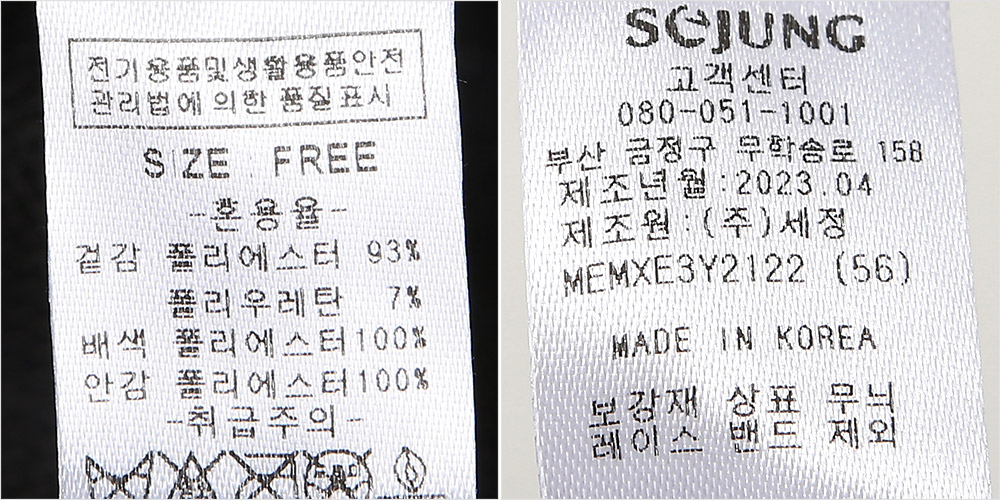 전기용품및생활용품안전
관리법에 의한 품질표시
SIZE FREE
-혼용율-
겉감 폴리에스터 93%
폴리우레탄 7%
배색 폴리에스터100%
안감 폴리에스터100%
-취급주의-
SEJUNG
고객센터
080-051-1001
부산 금정구 무학송로 158
제조년월:2023.04
제조원:(주)세정
MEMXE3Y2122 (56)
MADE IN KOREA
보강재 상표 무늬
레이스 밴드 제외